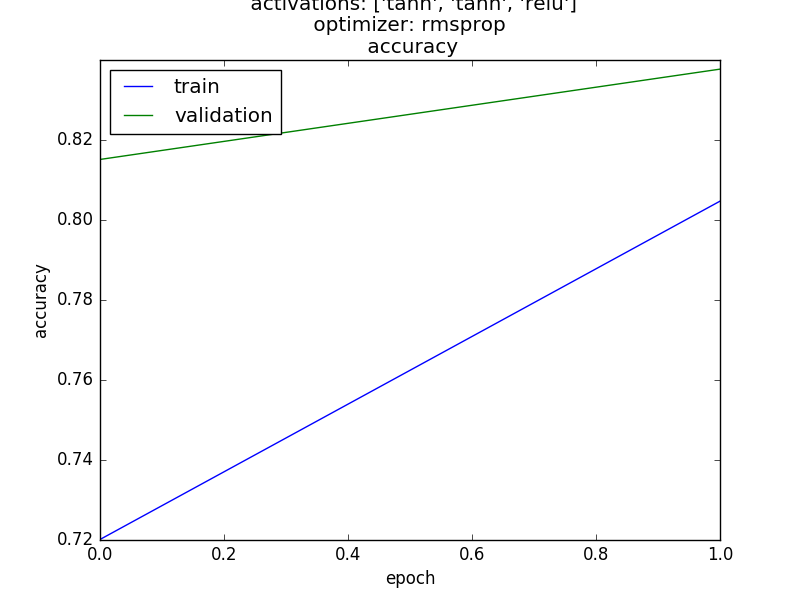 activations: ['tanh', 'tanh', 'relu']
optimizer: rmsprop
accuracy
train
validation
0.82
0.80
0.78
0.76
0.74
0.72
accuracy
0.0 0.2 0.4 0.6 0.8 1.0
epoch